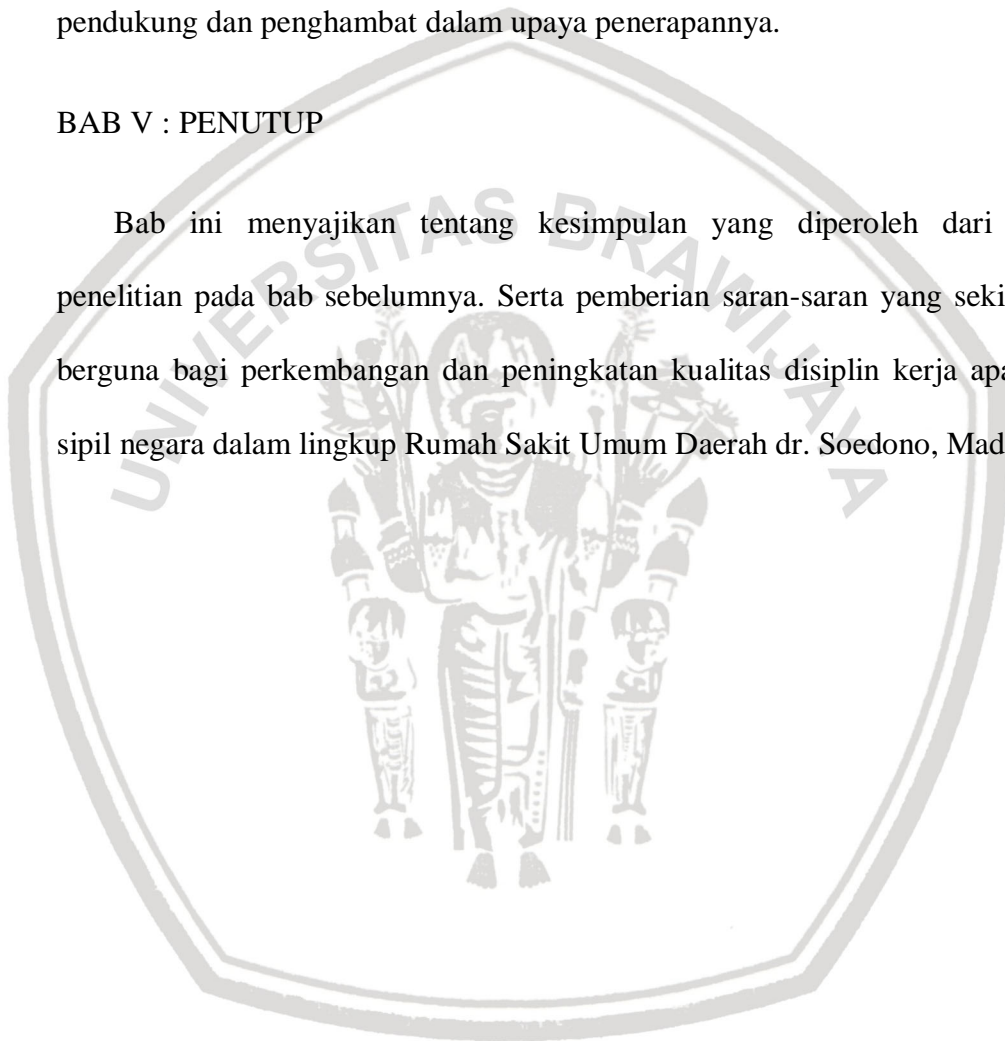 pendukung dan penghambat dalam upaya penerapannya.
BAB V : PENUTUP
Bab ini menyajikan tentang kesimpulan yang diperoleh dari
penelitian pada bab sebelumnya. Serta pemberian saran-saran yang
berguna bagi perkembangan dan peningkatan kualitas disiplin kerja
sipil negara dalam lingkup Rumah Sakit Umum Daerah dr. Soedono,
UNIVERSITAS BRAWIJAYA